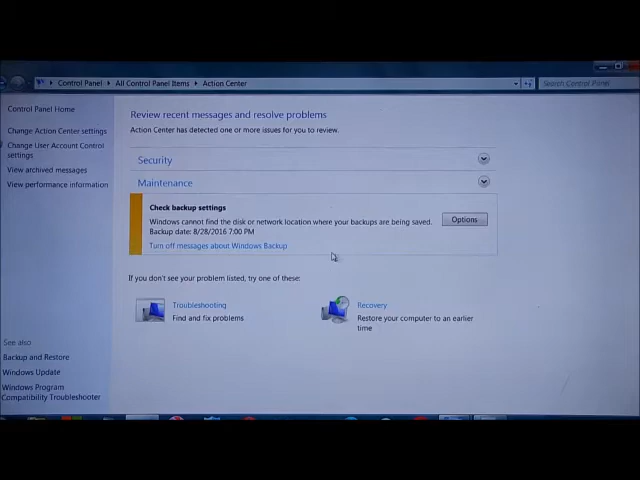 Control Panel ▸ All Control Panel Items ▸ Action Center
Search Control Panel
Control Panel Home
Change Action Center settings
Change User Account Control
settings
View archived messages
View performance information
Review recent messages and resolve problems
Action Center has detected one or more issues for you to review.
Security
Maintenance
Check backup settings
Windows cannot find the disk or network location where your backups are being saved.
Backup date: 8/28/2016 7:00 PM
Options
Turn off messages about Windows Backup
If you don't see your problem listed, try one of these:
Troubleshooting
Find and fix problems
Recovery
Restore your computer to an earlier
time
See also
Backup and Restore
Windows Update
Windows Program
Compatibility Troubleshooter